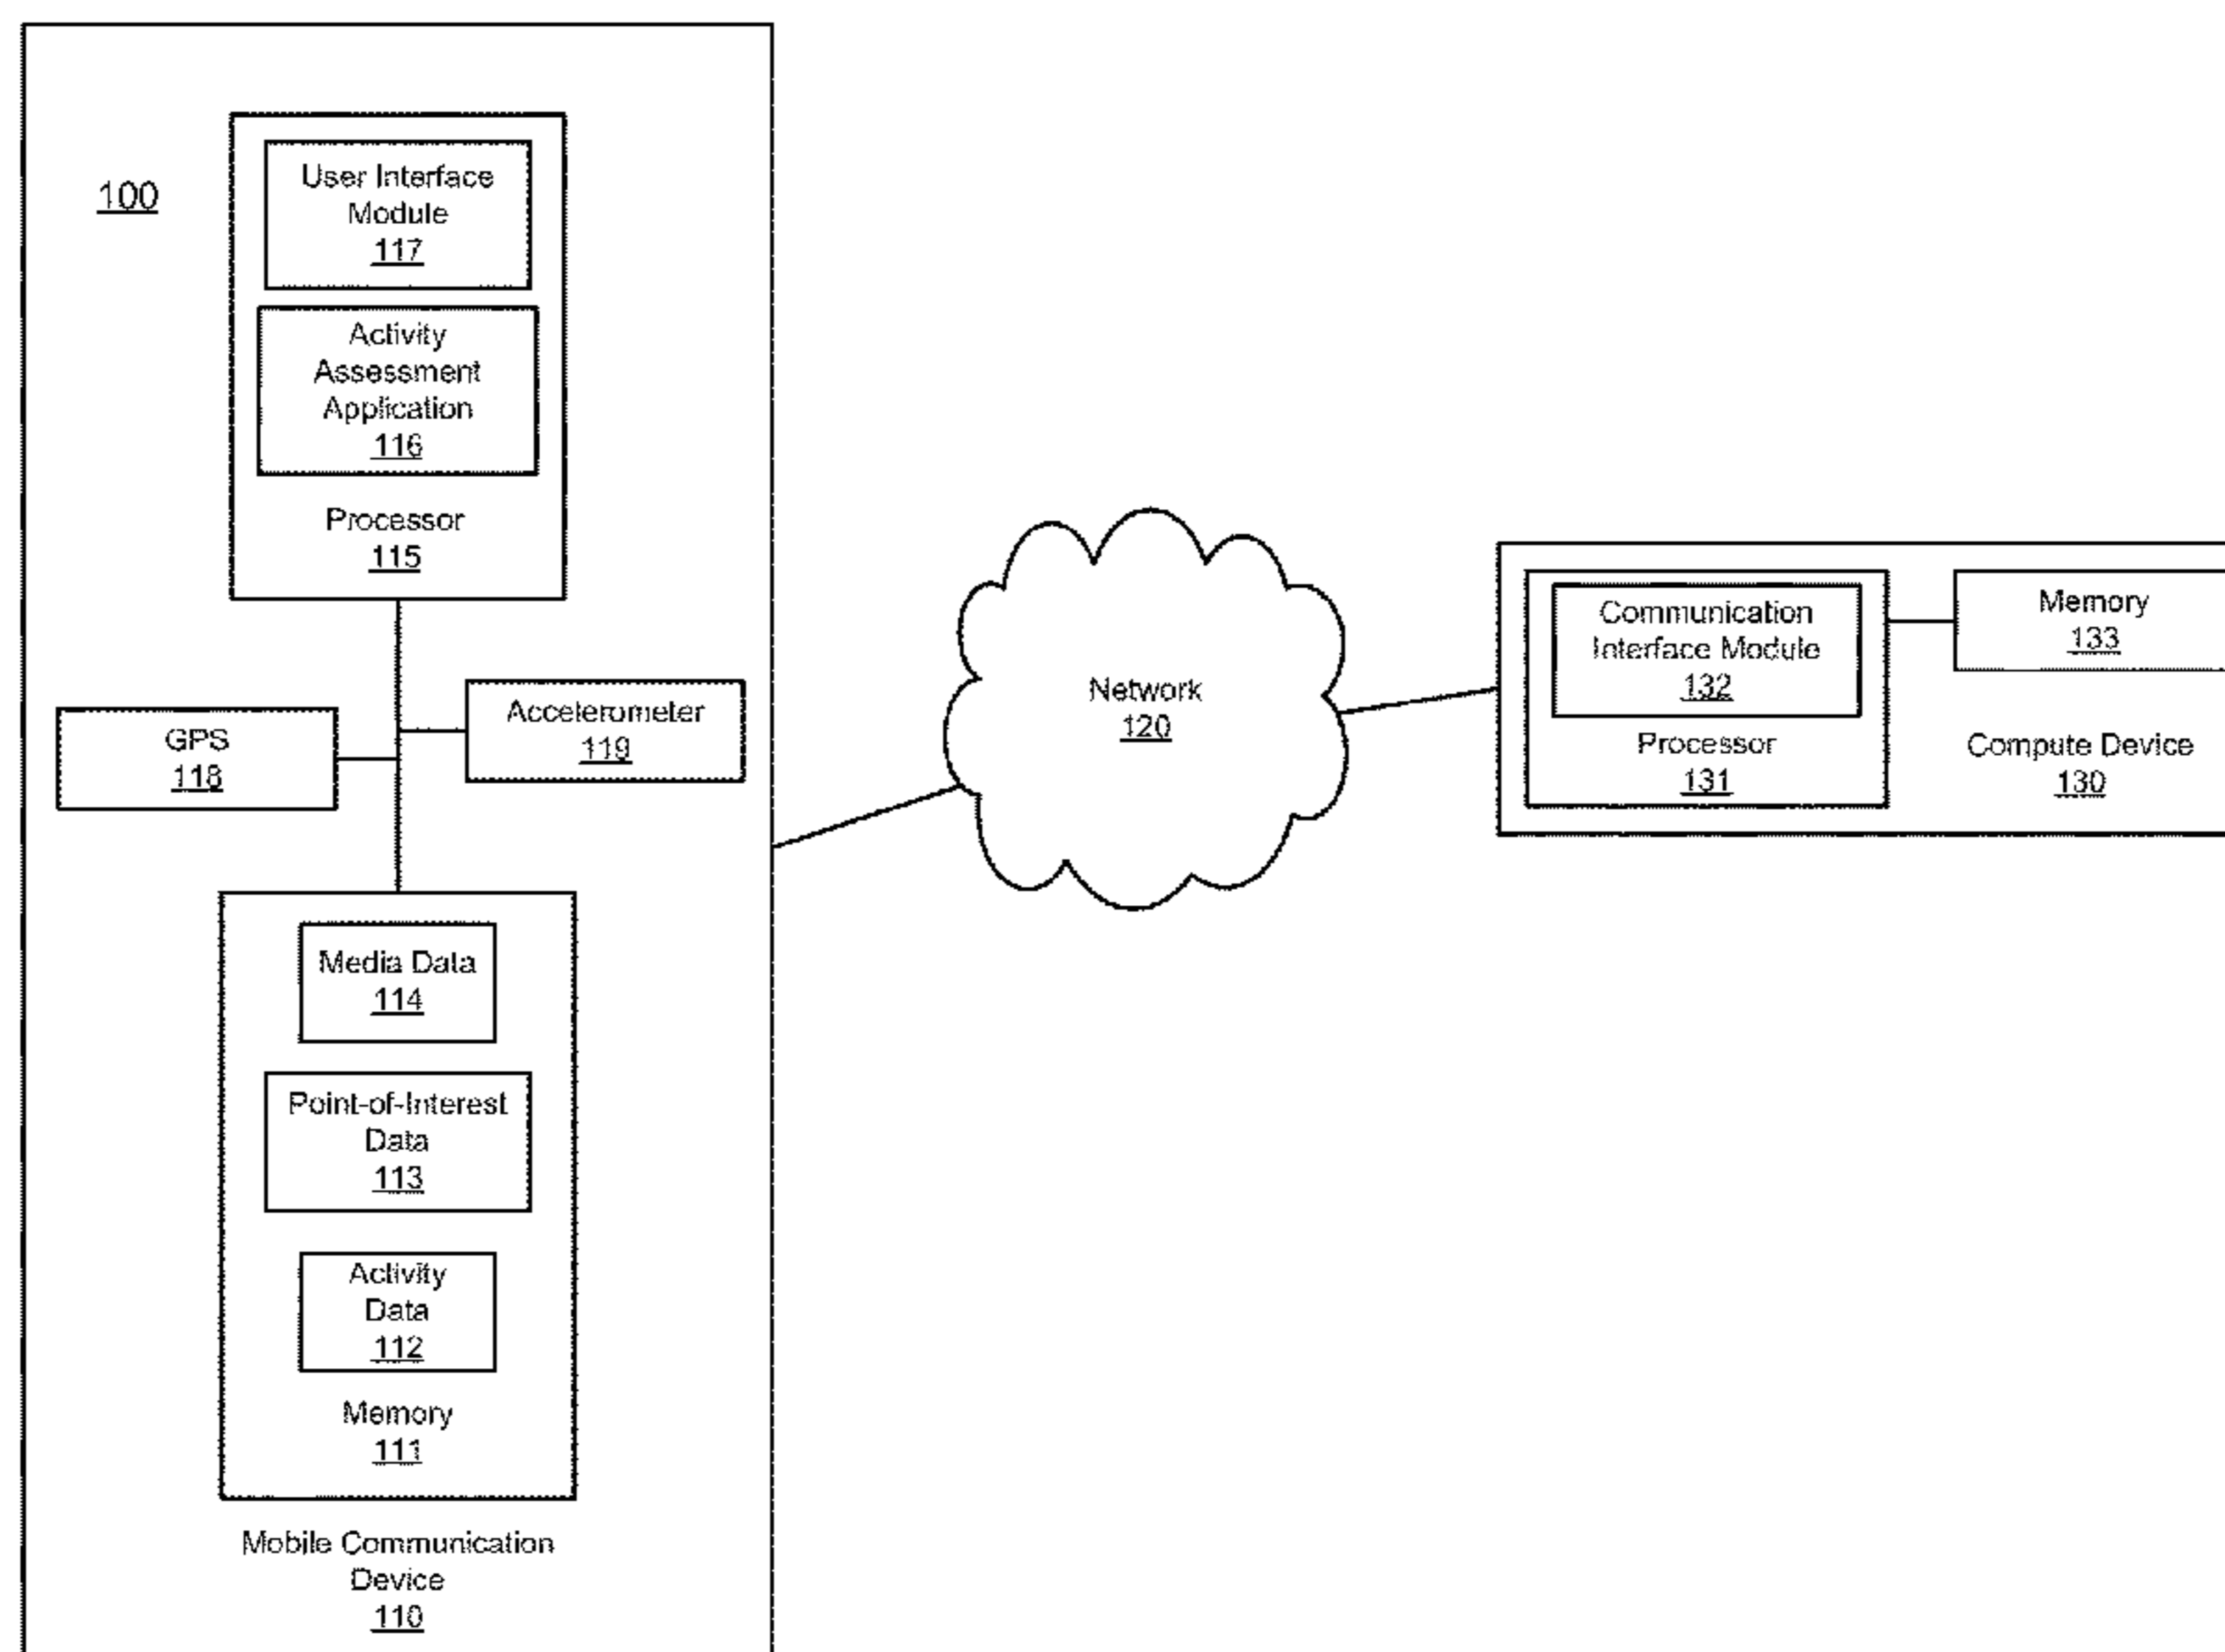 100
User Interface
Module
117
Activity
Assessment
Application
116
Processor
115
GPS
118
Accelerometer
119
Media Data
114
Point-of-Interest
Data
113
Activity
Data
112
Memory
111
Mobile Communication
Device
110
Network
120
Communication
Interface Module
132
Processor
131
Memory
133
Compute Device
130